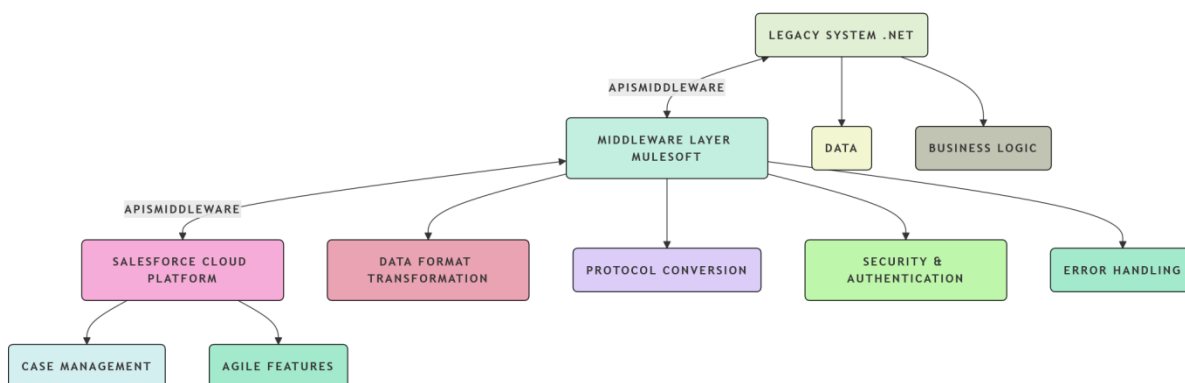 LEGACY SYSTEM .NET
APISMIDDLEWARE
MIDDLEWARE LAYER
MULESOFT
DATA
BUSINESS LOGIC
APISMIDDLEWARE
SALESFORCE CLOUD
PLATFORM
DATA FORMAT
TRANSFORMATION
PROTOCOL CONVERSION
SECURITY &
AUTHENTICATION
ERROR HANDLING
CASE MANAGEMENT
AGILE FEATURES